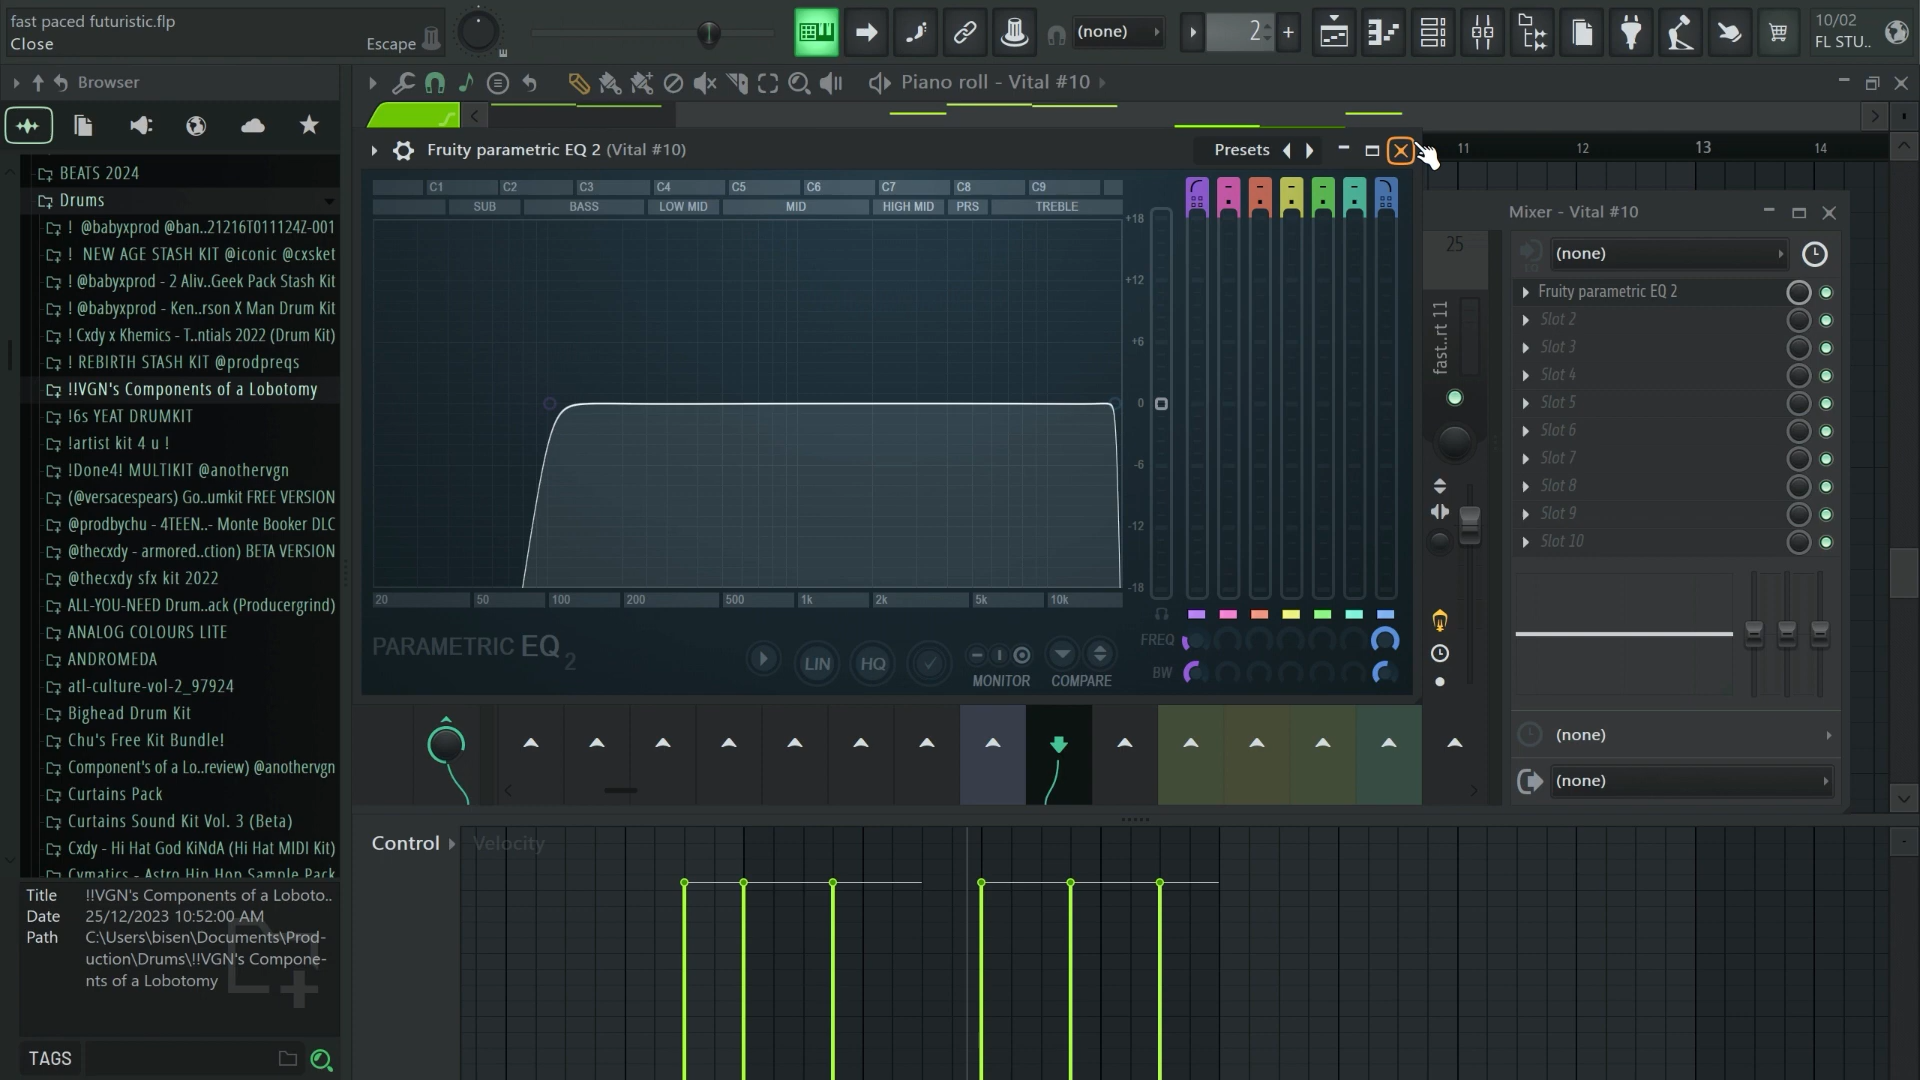 fast paced futuristic.flp
Close
Escape
(none)
2
10/02
FL STU..
Browser
Piano roll - Vital #10
Fruity parametric EQ 2 (Vital #10)
Presets
11 12 13 14
C1 C2 C3 C4 C5 C6 C7 C8 C9
SUB BASS LOW MID MID HIGH MID PRS TREBLE
+18
+12
+6
0
-6
-12
-18
20 50 100 200 500 1k 2k 5k 10k
PARAMETRIC EQ 2
LIN
HQ
MONITOR
COMPARE
FREQ
BW
BEATS 2024
Drums
! @babyxprod @ban..21216T011124Z-001
! NEW AGE STASH KIT @iconic @cxsket
! @babyxprod - 2 Aliv..Geek Pack Stash Kit
! @babyxprod - Ken..rson X Man Drum Kit
! Cxdy x Khemics - T..ntials 2022 (Drum Kit)
! REBIRTH STASH KIT @prodpreqs
!!VGN's Components of a Lobotomy
!6s YEAT DRUMKIT
!artist kit 4 u !
!Done4! MULTIKIT @anothervgn
(@versacespears) Go..umkit FREE VERSION
@prodbychu - 4TEEN..- Monte Booker DLC
@thecxdy - armored..ction) BETA VERSION
@thecxdy sfx kit 2022
ALL-YOU-NEED Drum..ack (Producergrind)
ANALOG COLOURS LITE
ANDROMEDA
atl-culture-vol-2_97924
Bighead Drum Kit
Chu's Free Kit Bundle!
Component's of a Lo..review) @anothervgn
Curtains Pack
Curtains Sound Kit Vol. 3 (Beta)
Cxdy - Hi Hat God KiNdA (Hi Hat MIDI Kit)
Cymatics - Astro Hip Hop Sample Pack
Title !!VGN's Components of a Loboto..
Date 25/12/2023 10:52:00 AM
Path C:\Users\bisen\Documents\Prod-
uction\Drums\!!VGN's Compone-
nts of a Lobotomy
TAGS
Mixer - Vital #10
25
fast..rt 11
(none)
Fruity parametric EQ 2
Slot 2
Slot 3
Slot 4
Slot 5
Slot 6
Slot 7
Slot 8
Slot 9
Slot 10
(none)
(none)
Control
Velocity